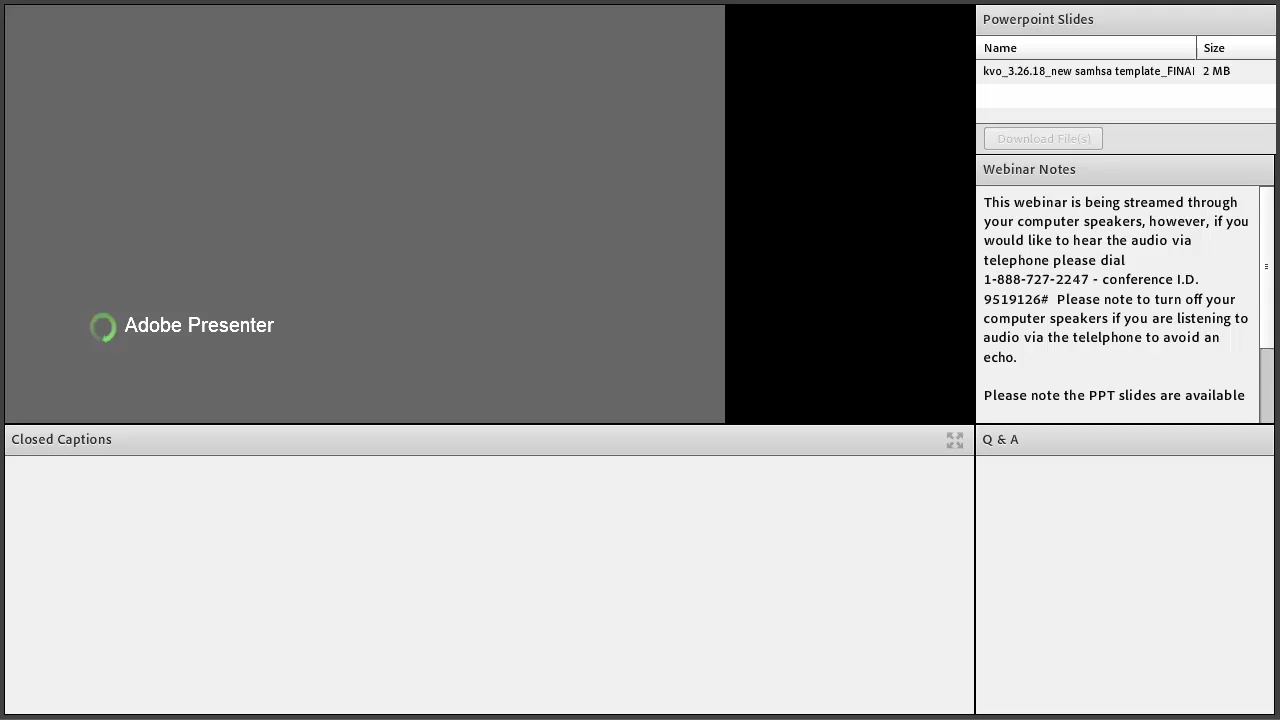 Powerpoint Slides
Name Size
kvo_3.26.18_new samhsa template_FINAl 2 MB
Download File(s)
Webinar Notes
This webinar is being streamed through
your computer speakers, however, if you
would like to hear the audio via
telephone please dial
1-888-727-2247 - conference I.D.
9519126# Please note to turn off your
computer speakers if you are listening to
audio via the telelphone to avoid an
echo.
Please note the PPT slides are available
Adobe Presenter
Closed Captions
Q & A